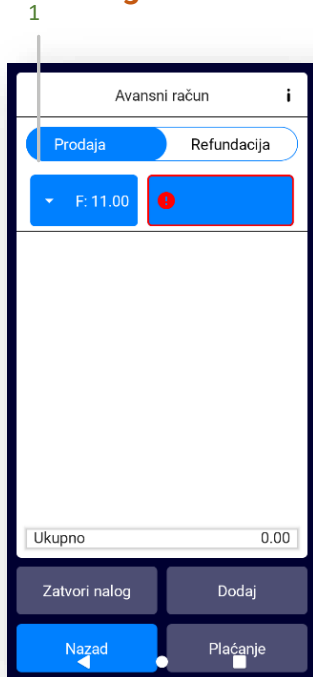 1
Avansni račun i
Prodaja Refundacija
F: 11.00 !
Ukupno 0.00
Zatvori nalog Dodaj
Nazad Plaćanje